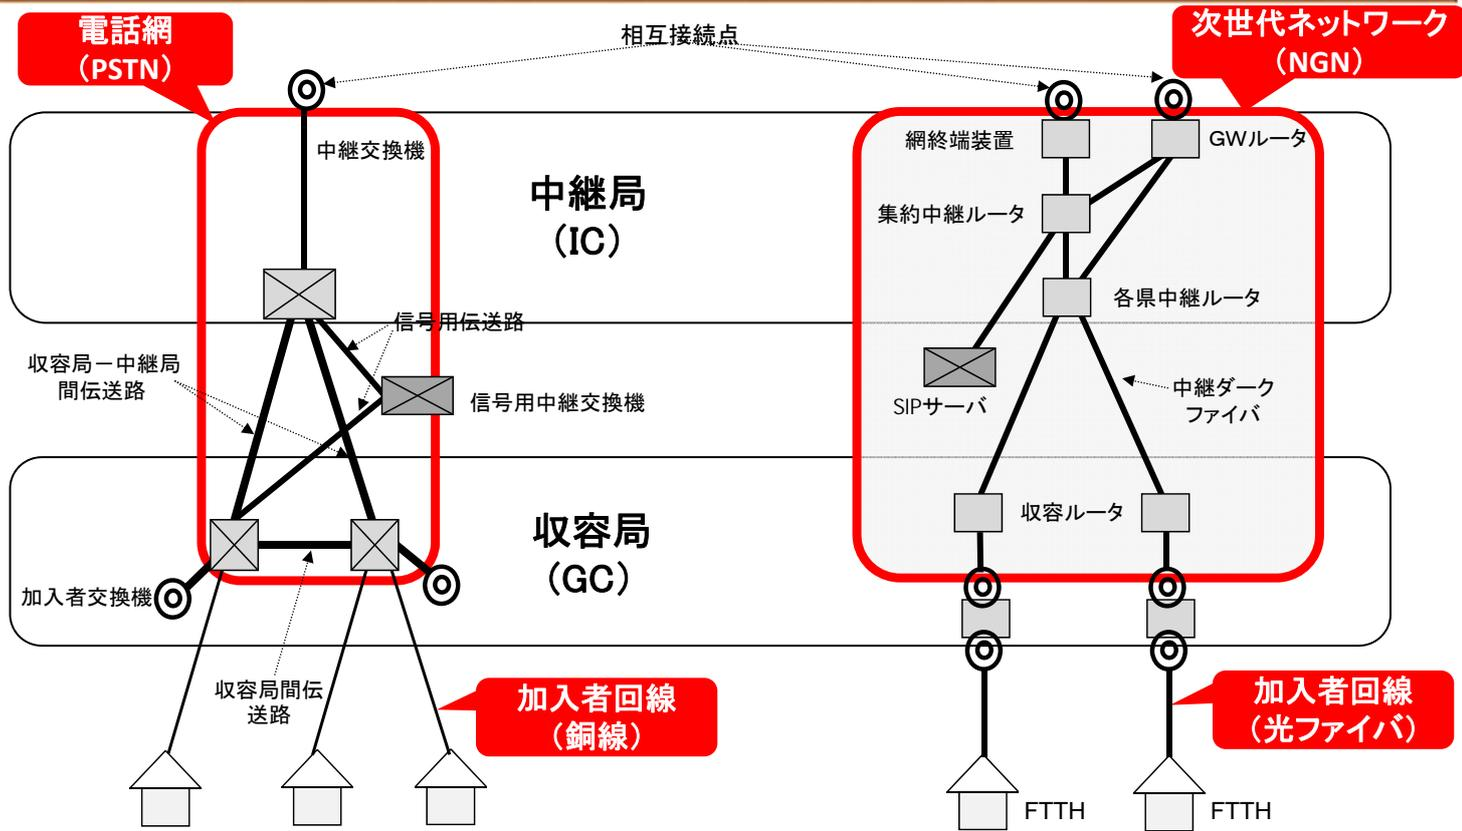 電話網
（PSTN）
相互接続点
次世代ネットワーク
（NGN）
中継交換機
網終端装置
GWルータ
中継局
（IC）
集約中継ルータ
各県中継ルータ
信号用伝送路
収容局－中継局
間伝送路
信号用中継交換機
SIPサーバ
中継ダーク
ファイバ
収容局
（GC）
収容ルータ
加入者交換機
収容局間伝
送路
加入者回線
（銅線）
加入者回線
（光ファイバ）
FTTH
FTTH